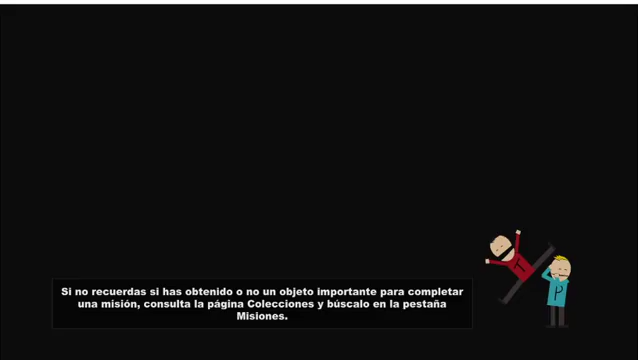 Si no recuerdas si has obtenido o no un objeto importante para completar
una misión, consulta la página Colecciones y búscalo en la pestaña
Misiones.
T
P